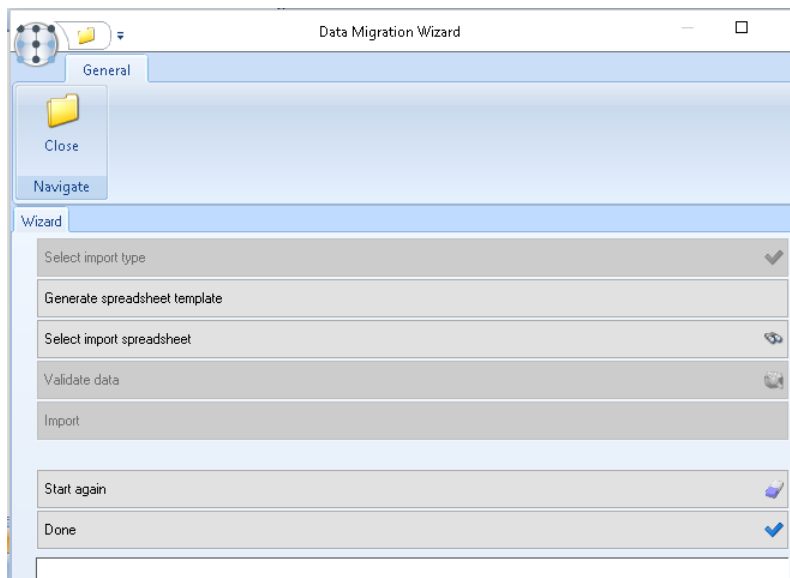 Data Migration Wizard
General
Close
Navigate
Wizard
Select import type
Generate spreadsheet template
Select import spreadsheet
Validate data
Import
Start again
Done